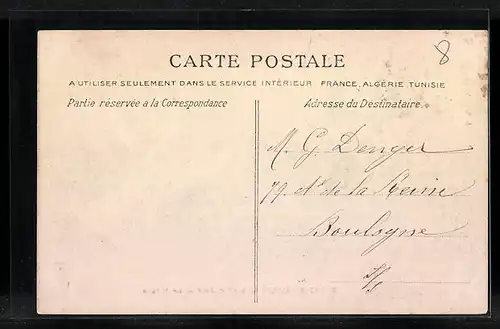 8
CARTE POSTALE
A UTILISER SEULEMENT DANS LE SERVICE INTÉRIEUR FRANCE, ALGÉRIE, TUNISIE
Partie réservée à la Correspondance
Adresse du Destinataire.
M. G. Denger
79 de la Reine
Boulogne
s/s